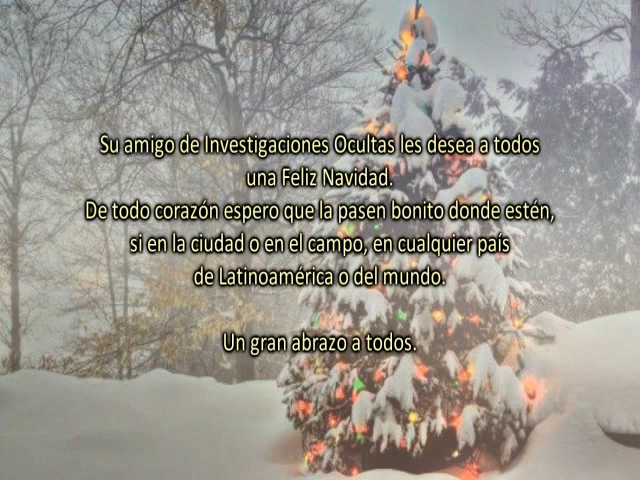 Su amigo de Investigaciones Ocultas les desea a todos
una Feliz Navidad.
De todo corazón espero que la pasen bonito donde estén,
si en la ciudad o en el campo, en cualquier país
de Latinoamérica o del mundo.
Un gran abrazo a todos.